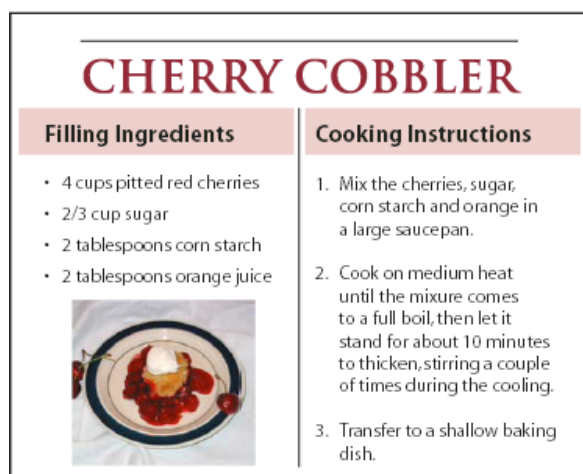 CHERRY COBBLER
Filling Ingredients
• 4 cups pitted red cherries
• 2/3 cup sugar
• 2 tablespoons corn starch
• 2 tablespoons orange juice
Cooking Instructions
1. Mix the cherries, sugar,
corn starch and orange in
a large saucepan.
2. Cook on medium heat
until the mixure comes
to a full boil, then let it
stand for about 10 minutes
to thicken, stirring a couple
of times during the cooling.
3. Transfer to a shallow baking
dish.